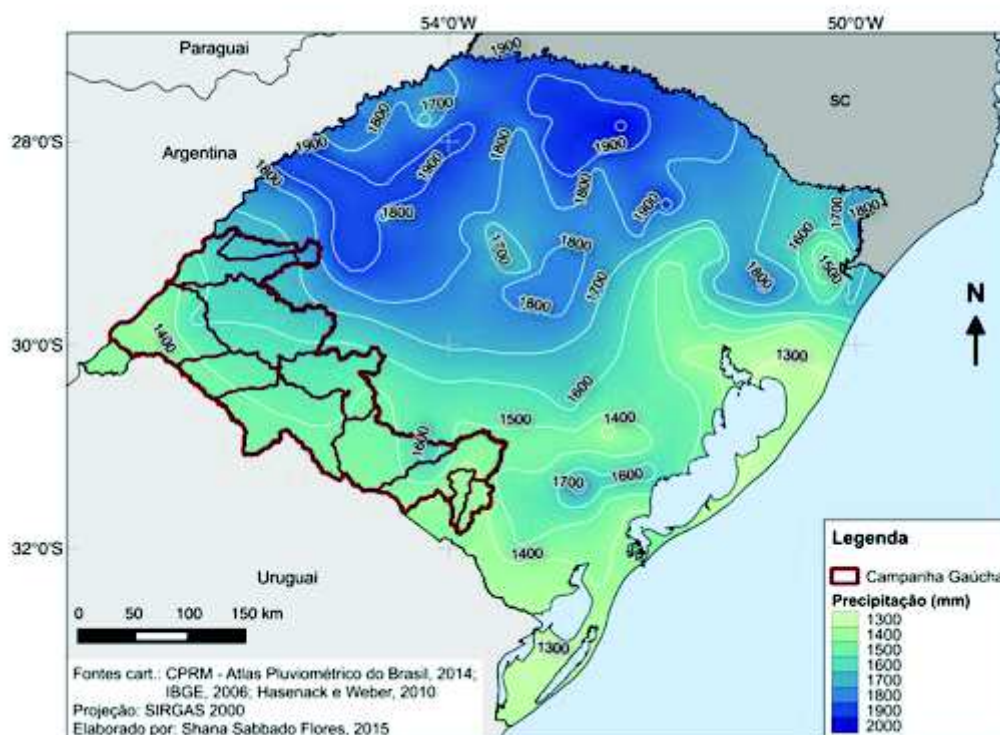 54°0'W 50°0'W
Paraguai
1900
SC
1700
1800
28°0'S
Argentina
1900
1800
1900
1800
1900
1800
1900
1800
1700
1800
1600
1500
1700
1800
1800
1700
1800
N
1400
30°0'S
1300
1600
1500
1400
1600
1700
1600
32°0'S
1400
Uruguai
1300
0 50 100 150 km
Fontes cart.: CPRM - Atlas Pluviométrico do Brasil, 2014;
IBGE, 2006; Hasenack e Weber, 2010
Projeção: SIRGAS 2000
Elaborado por: Shana Sabbado Flores, 2015
Legenda
Campanha Gaúcha
Precipitação (mm)
1300
1400
1500
1600
1700
1800
1900
2000